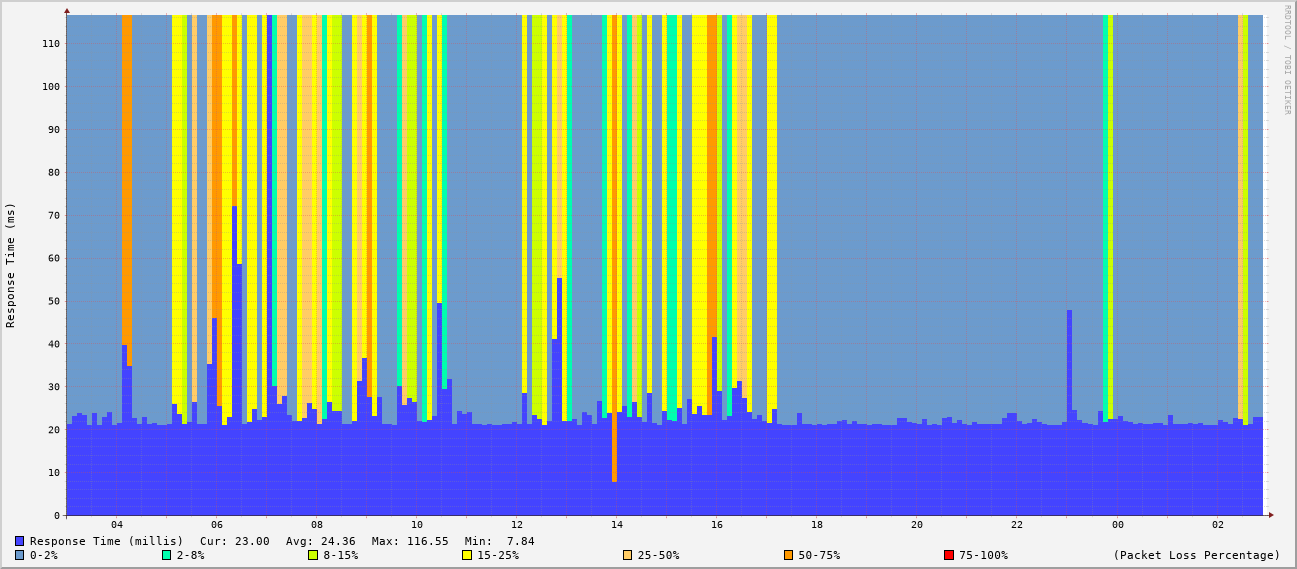 RRDTOOL / TOBI OETIKER
Response Time (ms)
110
100
90
80
70
60
50
40
30
20
10
0
04 06 08 10 12 14 16 18 20 22 00 02
Response Time (millis) Cur: 23.00 Avg: 24.36 Max: 116.55 Min: 7.84
0-2% 2-8% 8-15% 15-25% 25-50% 50-75% 75-100% (Packet Loss Percentage)